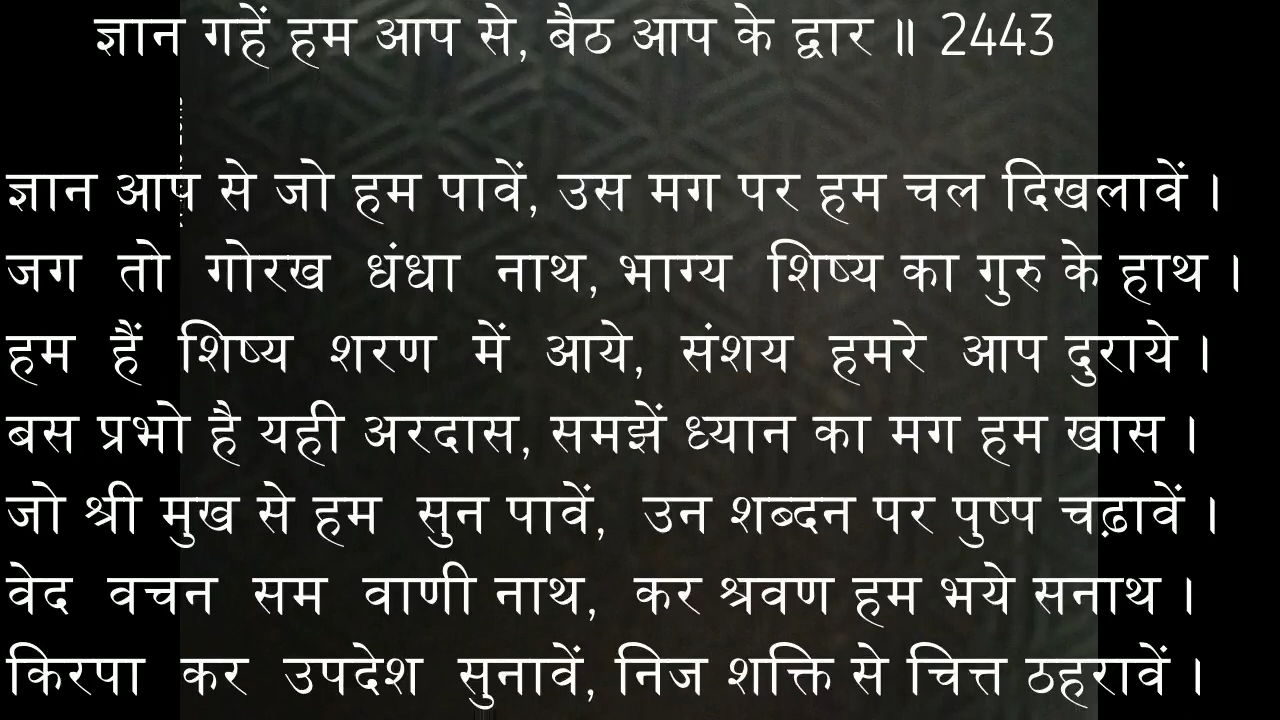 ज्ञान गहें हम आप से, बैठ आप के द्वार ॥ 2443
ज्ञान आप से जो हम पावें, उस मग पर हम चल दिखलावें ।
जग तो गोरख धंधा नाथ, भाग्य शिष्य का गुरु के हाथ ।
हम हैं शिष्य शरण में आये, संशय हमरे आप दुराये ।
बस प्रभो है यही अरदास, समझें ध्यान का मग हम खास ।
जो श्री मुख से हम सुन पावें, उन शब्दन पर पुष्प चढ़ावें ।
वेद वचन सम वाणी नाथ, कर श्रवण हम भये सनाथ ।
किरपा कर उपदेश सुनावें, निज शक्ति से चित्त ठहरावें ।